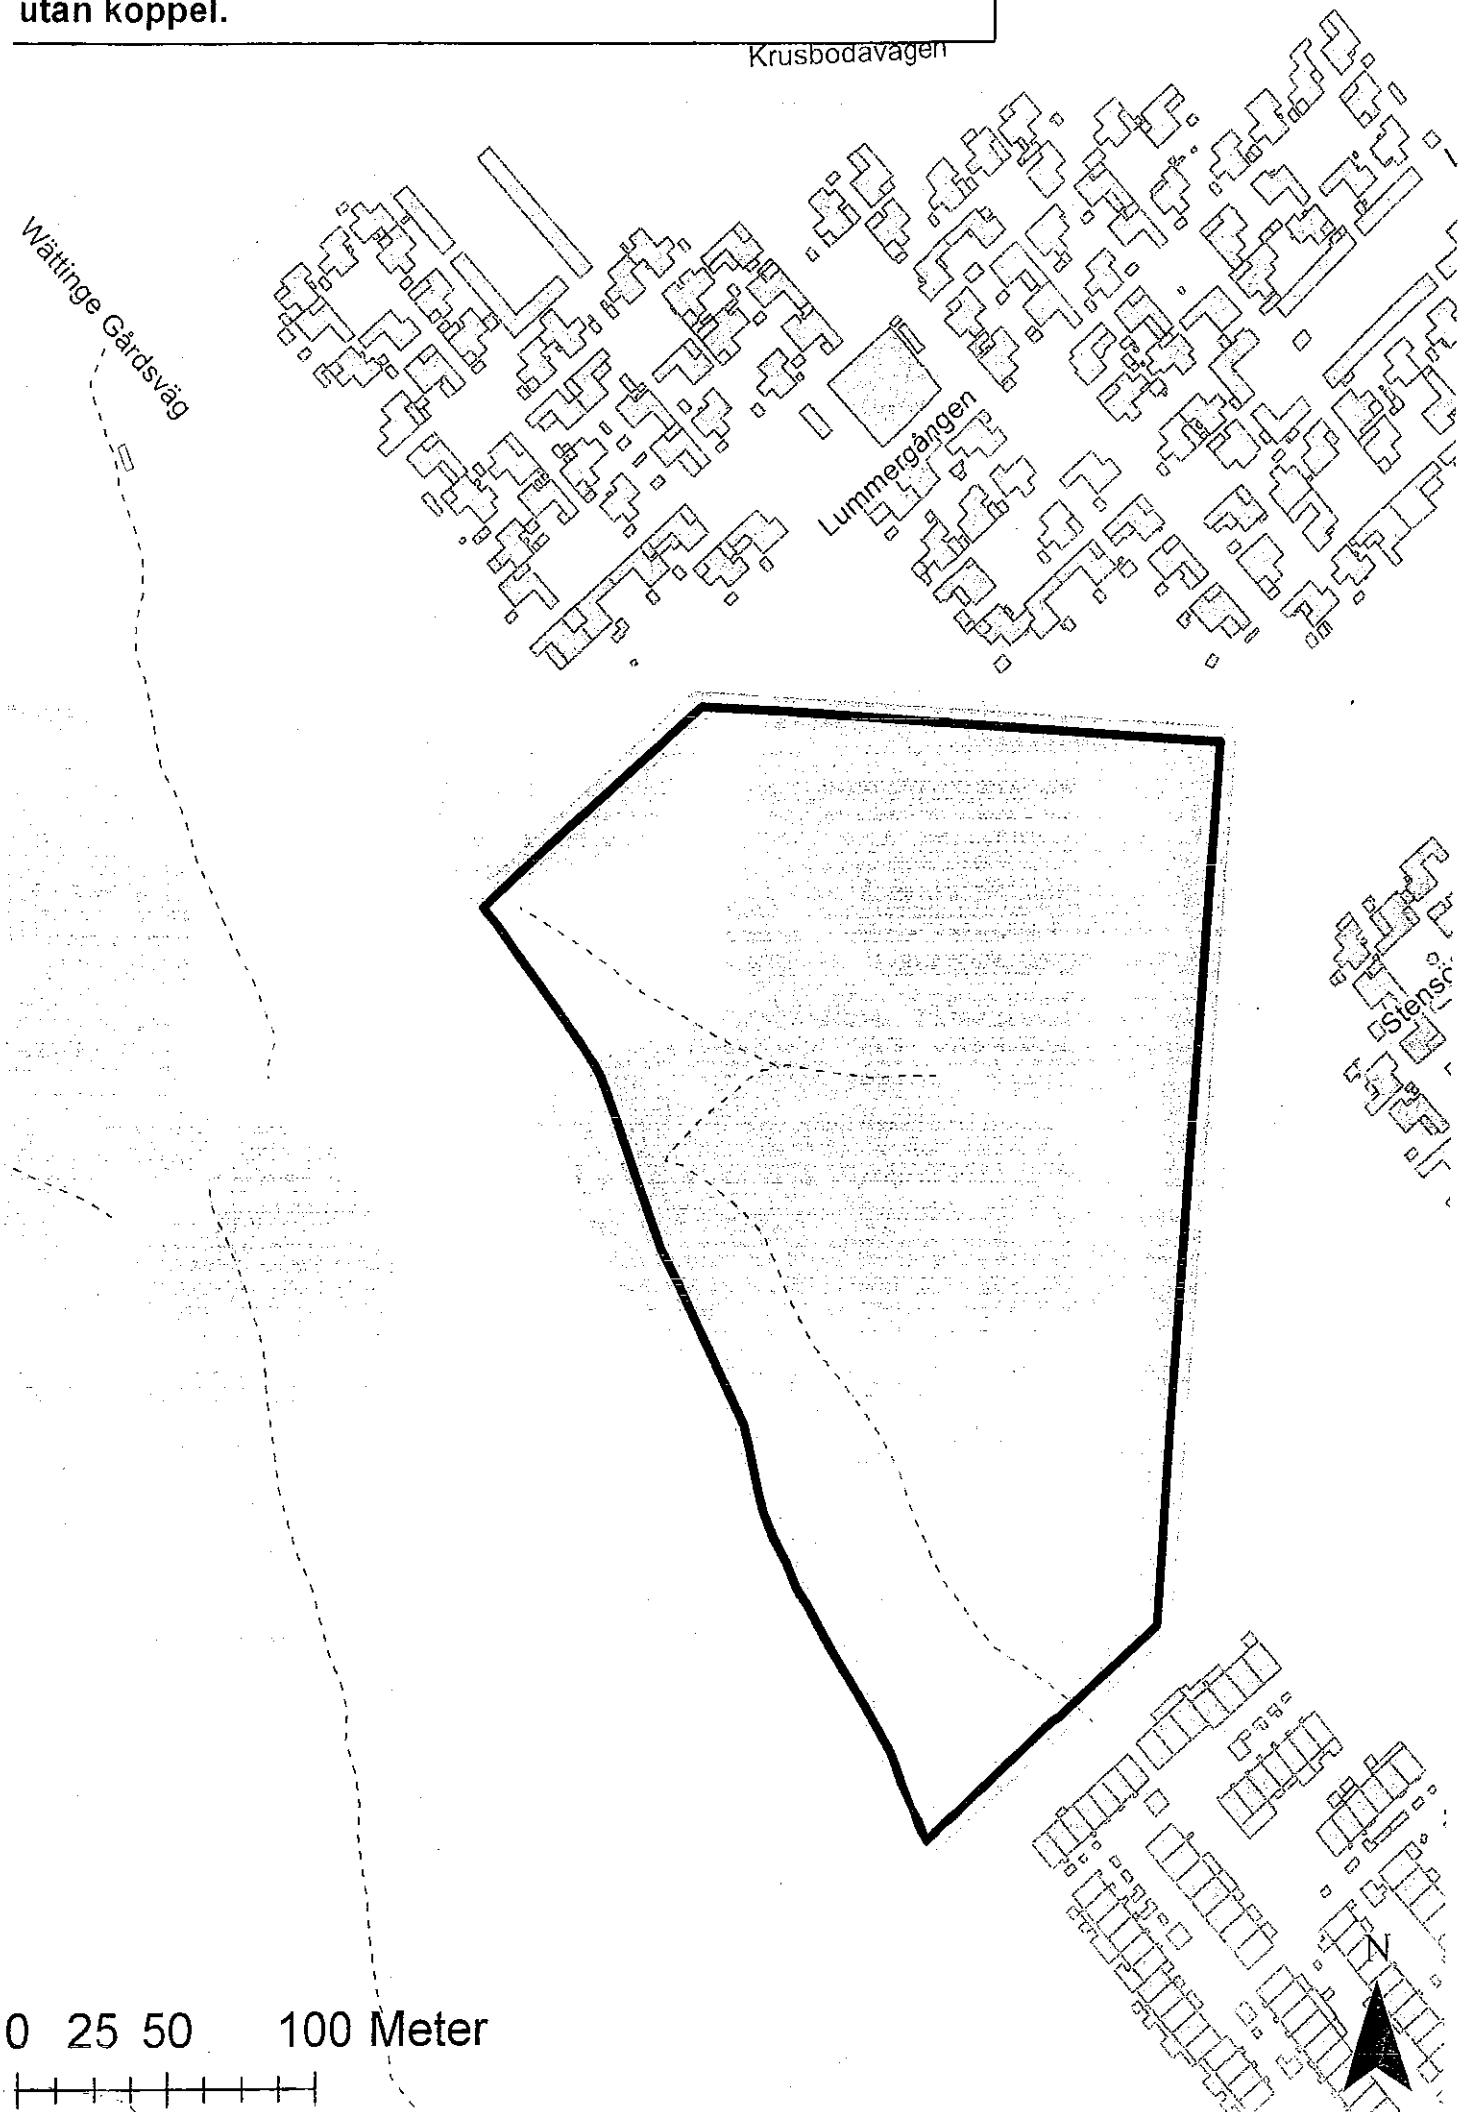 utan koppel.
Krusbodavägen
Wättinge Gårdsväg
Lummergången
Stensö
N
0 25 50 100 Meter